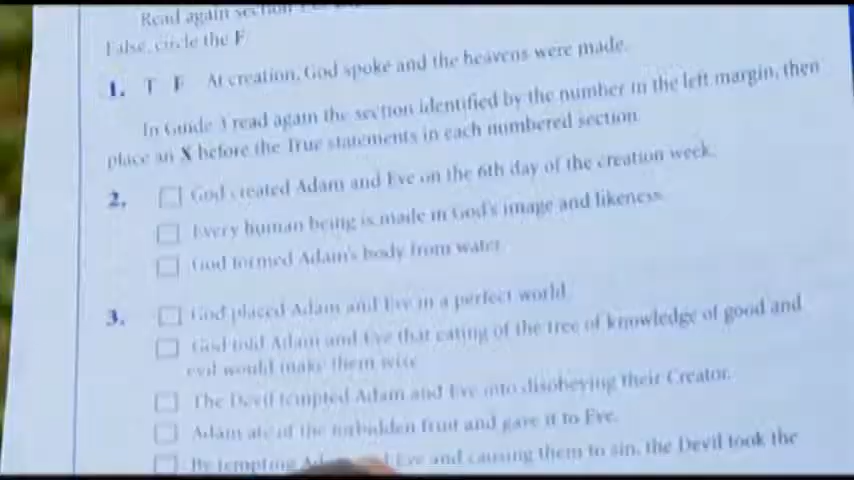 Read again section
False, circle the F
1. T F At creation, God spoke and the heavens were made.
In Guide 3 read again the section identified by the number in the left margin, then
place an X before the True statements in each numbered section.
2. □ God created Adam and Eve on the 6th day of the creation week.
□ Every human being is made in God's image and likeness.
□ God formed Adam's body from water.
3. □ God placed Adam and Eve in a perfect world.
□ God told Adam and Eve that eating of the tree of knowledge of good and
evil would make them wise.
□ The Devil tempted Adam and Eve into disobeying their Creator.
□ Adam ate of the forbidden fruit and gave it to Eve.
□ By tempting Eve and causing them to sin, the Devil took the